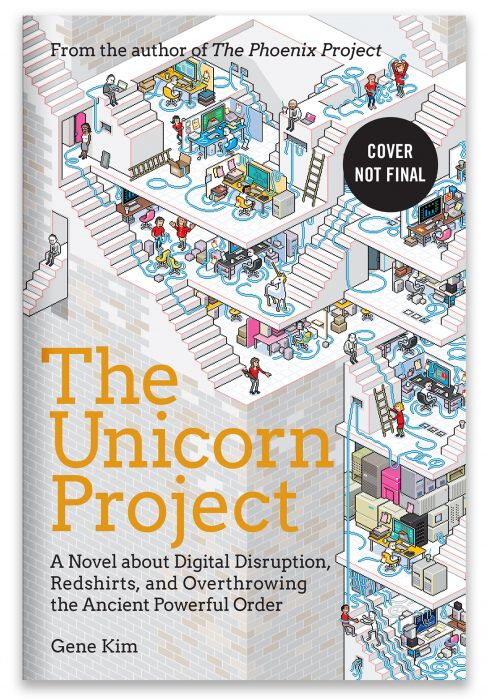 From the author of The Phoenix Project
COVER
NOT FINAL
The
Unicorn
Project
A Novel about Digital Disruption,
Redshirts, and Overthrowing
the Ancient Powerful Order
Gene Kim